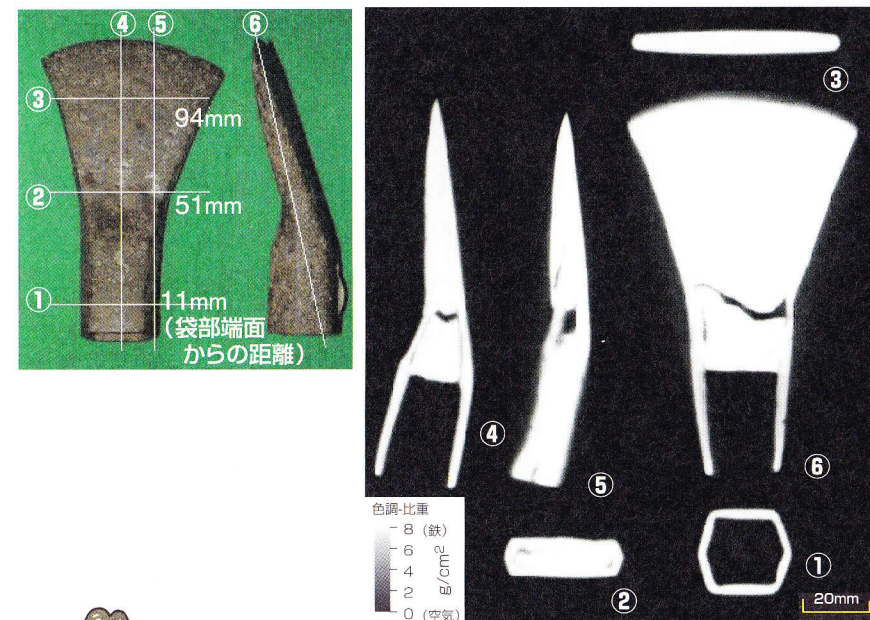 ④ ⑤ ⑥
③
94mm
②
51mm
①
11mm
（袋部端面
からの距離）
③
④
⑤
⑥
色調-比重
8（鉄）
6
4
2
0（空気）
g/cm²
②
①
20mm